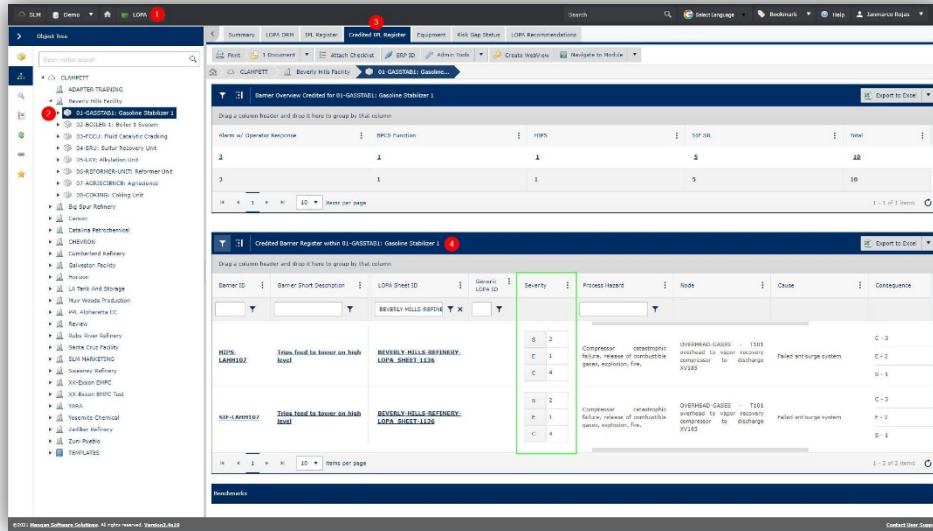 SLM Demo LOPA 1 Search Select Language Bookmark Help Janmarco Rojas
3
Object Tree
Summary LOPA DRM IPL Register Credited IPL Register Equipment Risk Gap Status LOPA Recommendations
Open nodes search
Print 1 Document Attach Checklist ERP ID Admin Tools Create WebView Navigate to Module
CLAMPETT Beverly Hills Facility 01-GASSTAB1: Gasoline...
CLAMPETT
ADAPTER-TRAINING
Beverly Hills Facility
2 01-GASSTAB1: Gasoline Stabilizer 1
02-BOILER-1: Boiler 1 System
03-FCCU: Fluid Catalytic Cracking
04-SRU: Sulfur Recovery Unit
05-LKY: Alkylation Unit
06-REFORMER-UNIT: Reformer Unit
07-AGRISCIENCE: Agriscience
08-COKING: Coking Unit
Big Spur Refinery
Canson
Catalina Petrochemical
CHEVRON
Cumberland Refinery
Galveston Facility
Horizon
Lil Tank And Storage
Muir Woods Production
PPL Alpharetta CC
Review
Ruby River Refinery
Santa Cruz Facility
SLM MARKETING
Sweeney Refinery
XX-Exxon EMPC
XX-Exxon EMPC Test
YARA
Yosemite Chemical
Zuni Pueblo
TEMPLATES
Barrier Overview Credited for 01-GASSTAB1: Gasoline Stabilizer 1 Export to Excel
Drag a column header and drop it here to group by that column
Alarm w/ Operator Response BPCS Function HIPS SIF SIL Total
3 1 1 5 10
3 1 1 5 10
1 10 items per page 1 - 1 of 1 items
Credited Barrier Register within 01-GASSTAB1: Gasoline Stabilizer 1 4 Export to Excel
Drag a column header and drop it here to group by that column
Barrier ID Barrier Short Description LOPA Sheet ID Generic LOPA ID Severity Process Hazard Node Cause Consequence
BEVERLY-HILLS-REFINE
HIPS-LAHH107
Trips feed to tower on high level
BEVERLY-HILLS-REFINERY-LOPA_SHEET-1136
S 2
E 1
C 4
Compressor catastrophic failure, release of combustible gases, explosion, fire.
OVERHEAD-GASES - T101 overhead to vapor recovery compressor to discharge XV185
Failed antisurge system
C - 3
E - 2
S - 1
SIF-LAHH107
Trips feed to tower on high level
BEVERLY-HILLS-REFINERY-LOPA_SHEET-1136
S 2
E 1
C 4
Compressor catastrophic failure, release of combustible gases, explosion, fire.
OVERHEAD-GASES - T101 overhead to vapor recovery compressor to discharge XV185
Failed antisurge system
C - 3
E - 2
S - 1
1 10 items per page 1 - 2 of 2 items
Benchmarks
©2021 Mangan Software Solutions. All rights reserved. Version2.4a10 Contact User Support